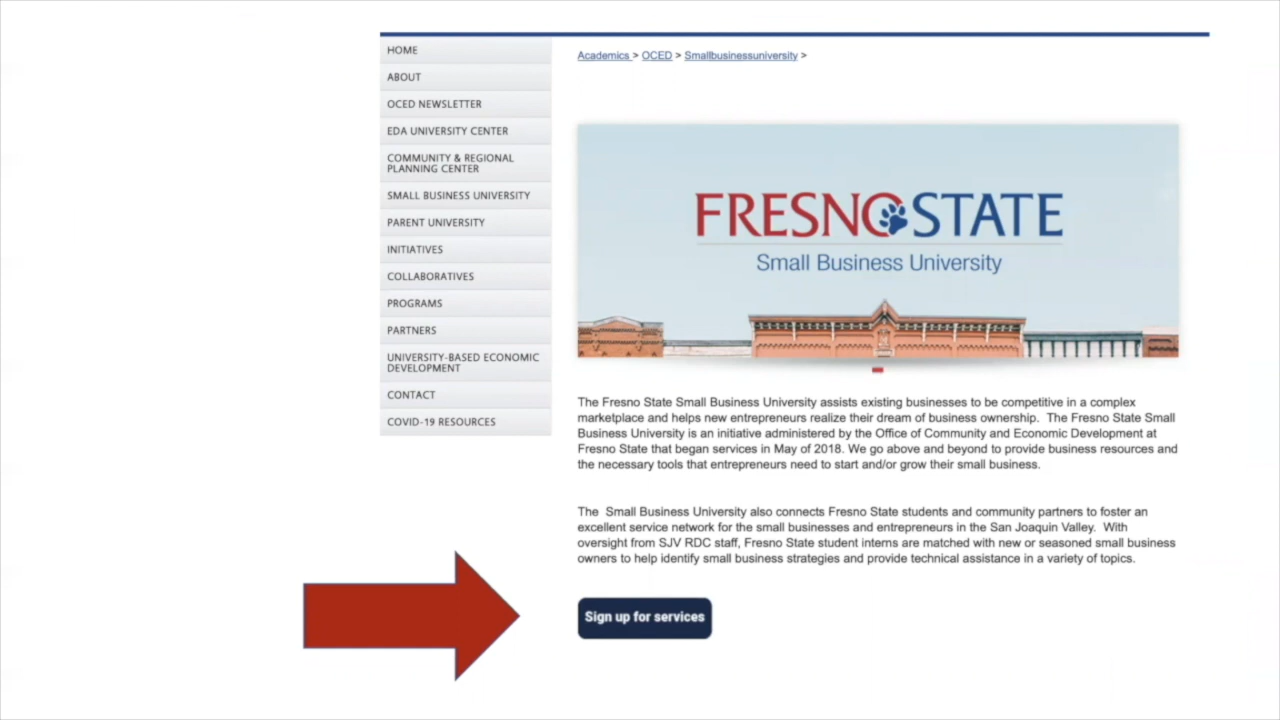 HOME
ABOUT
OCED NEWSLETTER
EDA UNIVERSITY CENTER
COMMUNITY & REGIONAL
PLANNING CENTER
SMALL BUSINESS UNIVERSITY
PARENT UNIVERSITY
INITIATIVES
COLLABORATIVES
PROGRAMS
PARTNERS
UNIVERSITY-BASED ECONOMIC
DEVELOPMENT
CONTACT
COVID-19 RESOURCES
Academics > OCED > Smallbusinessuniversity >
FRESNO STATE
Small Business University
The Fresno State Small Business University assists existing businesses to be competitive in a complex
marketplace and helps new entrepreneurs realize their dream of business ownership. The Fresno State Small
Business University is an initiative administered by the Office of Community and Economic Development at
Fresno State that began services in May of 2018. We go above and beyond to provide business resources and
the necessary tools that entrepreneurs need to start and/or grow their small business.
The Small Business University also connects Fresno State students and community partners to foster an
excellent service network for the small businesses and entrepreneurs in the San Joaquin Valley. With
oversight from SJV RDC staff, Fresno State student interns are matched with new or seasoned small business
owners to help identify small business strategies and provide technical assistance in a variety of topics.
Sign up for services